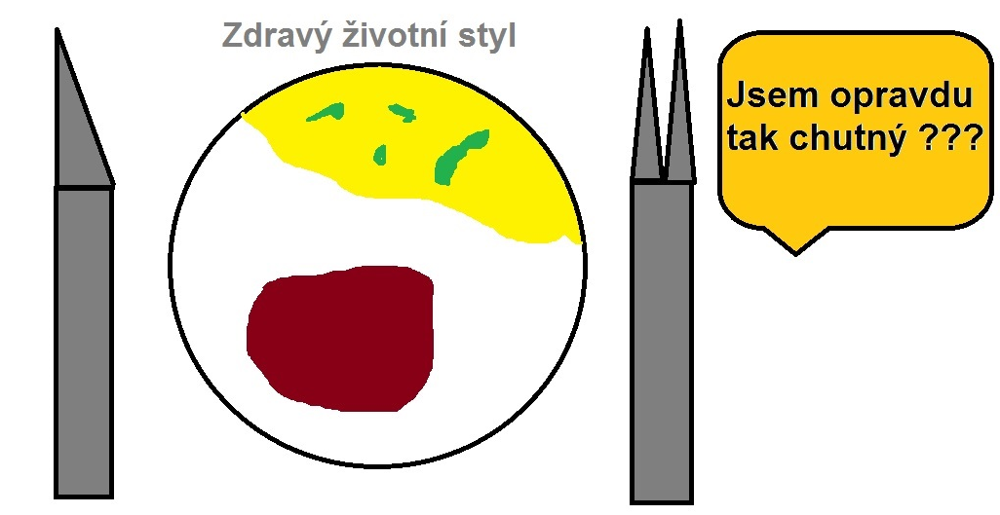 Zdravý životní styl
Jsem opravdu
tak chutný ???